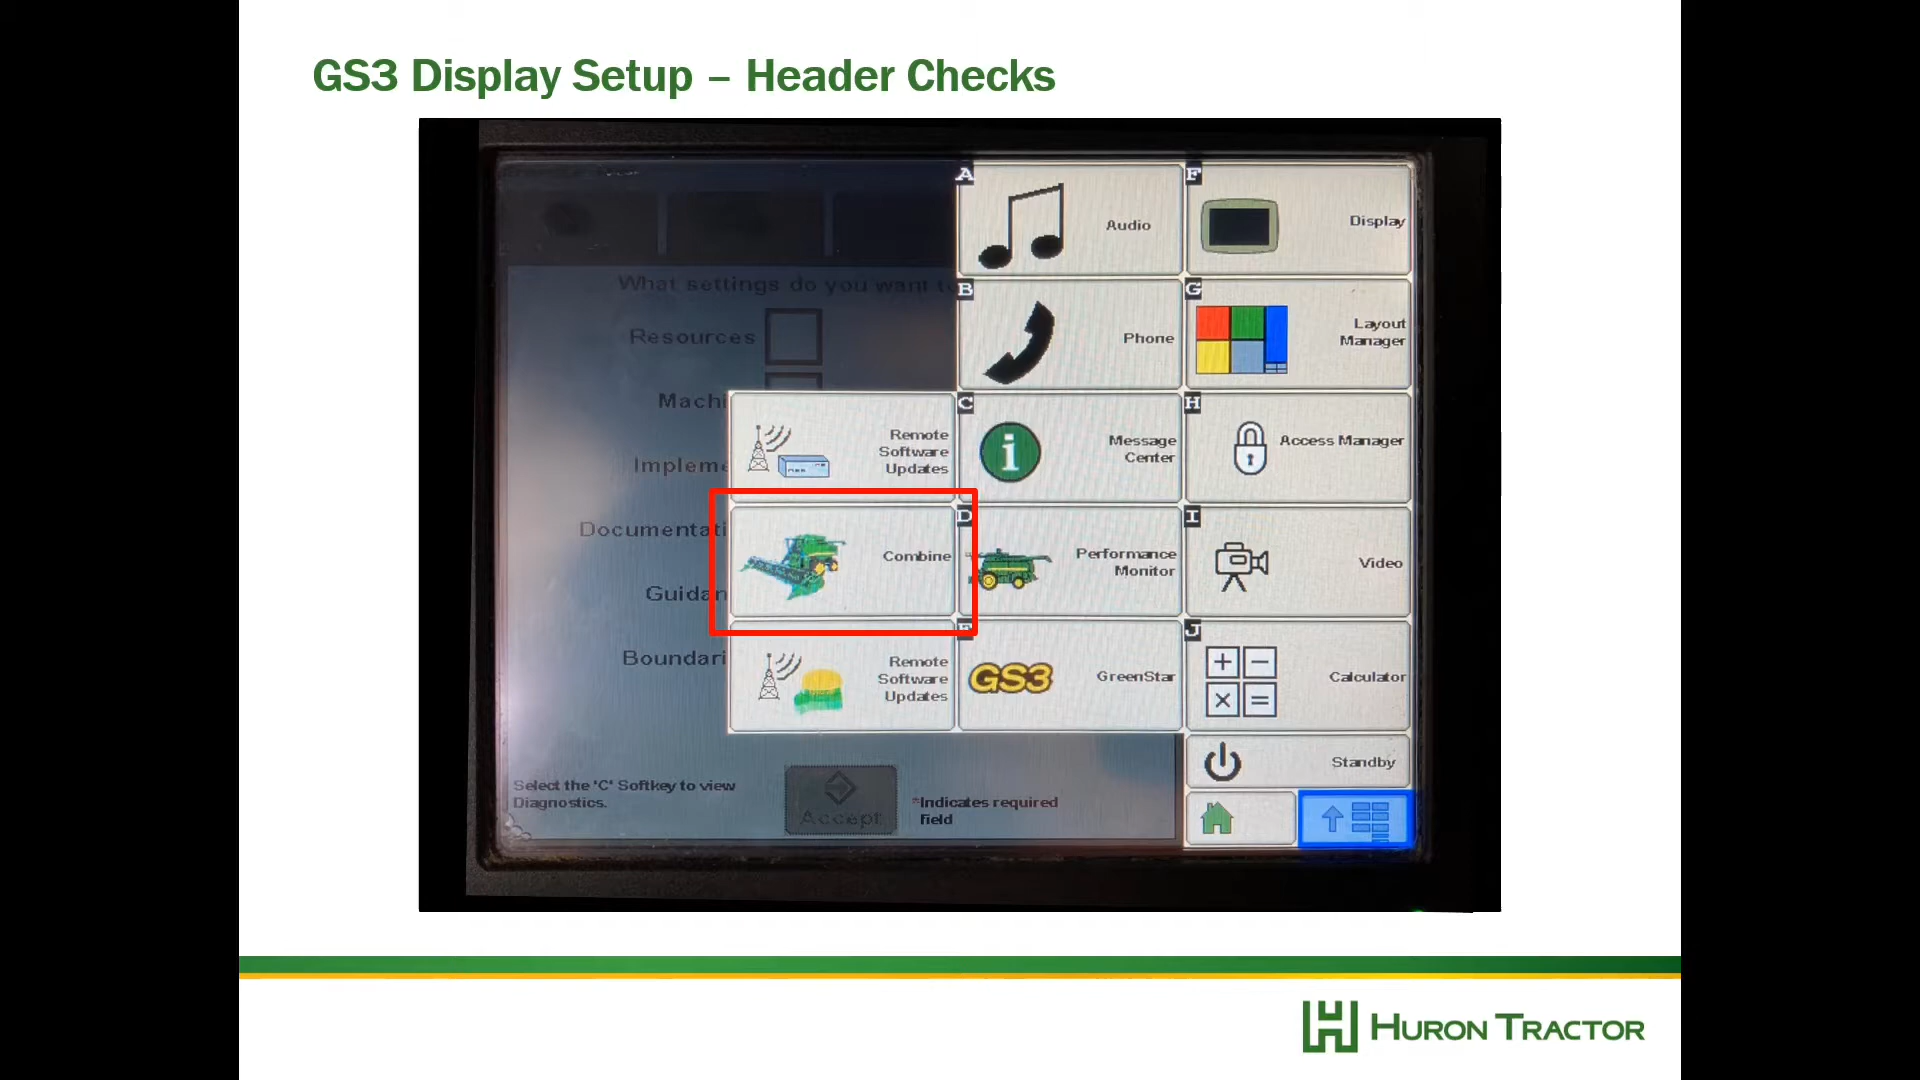 GS3 Display Setup – Header Checks
What settings do you want to
Resources
Machi
Impleme
Documentati
Guidan
Boundari
Select the 'C' Softkey to view
Diagnostics.
Accept
*Indicates required
field
Remote
Software
Updates
Combine
Remote
Software
Updates
A
Audio
B
Phone
C
Message
Center
D
Performance
Monitor
GS3
GreenStar
F
Display
G
Layout
Manager
H
Access Manager
I
Video
J
Calculator
Standby
HURON TRACTOR